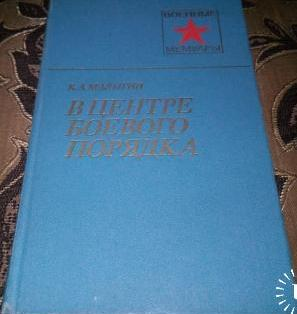 ВОЕННЫЕ
МЕМУАРЫ
К.А.МАЛЫГИН
В ЦЕНТРЕ
БОЕВОГО
ПОРЯДКА